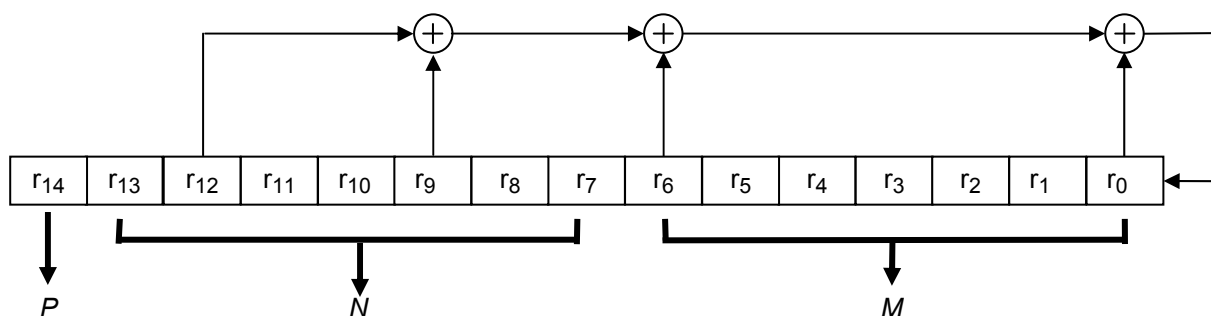 + + +
r₁₄ r₁₃ r₁₂ r₁₁ r₁₀ r₉ r₈ r₇ r₆ r₅ r₄ r₃ r₂ r₁ r₀
P N M